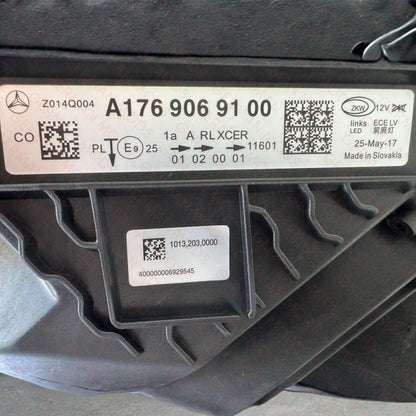 Z014Q004 A176 906 91 00 ZKW 12V 24V
CO PL E9 25 1a A RLXCER 11601 links ECE LV
LED 前照灯
01 02 00 01 25-May-17
Made in Slovakia
1013,203,0000
400000006929545